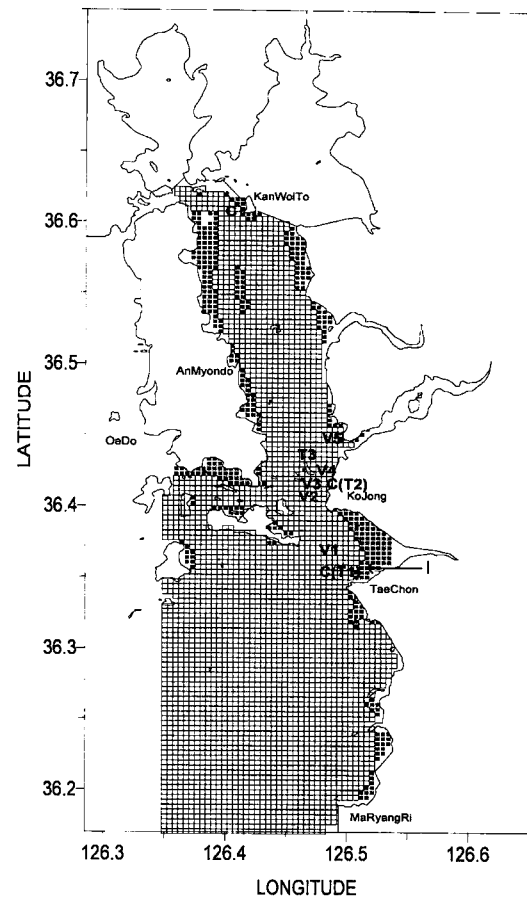 36.7
KanWolTo
C
36.6
36.5
AnMyondo
LATITUDE
OeDo
V5
T3
V4
V3 C(T2)
V2
KoJong
36.4
V1
C(T1)
I
TaeChon
36.3
36.2
MaRyangRi
126.3 126.4 126.5 126.6
LONGITUDE